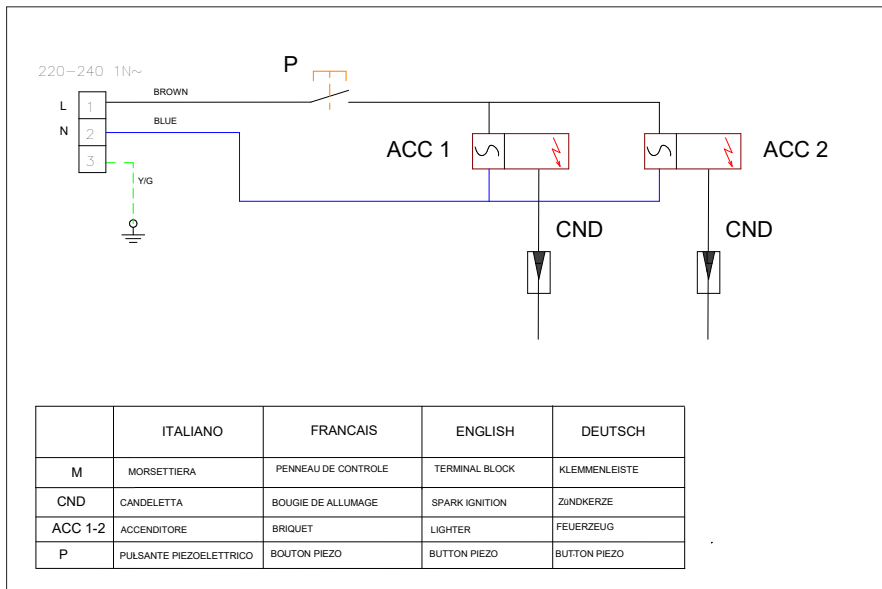 220-240 1N~
P
L 1 BROWN
N 2 BLUE
3
Y/G
ACC 1
ACC 2
CND
CND
ITALIANO FRANCAIS ENGLISH DEUTSCH
M MORSETTIERA PENNEAU DE CONTROLE TERMINAL BLOCK KLEMMENLEISTE
CND CANDELETTA BOUGIE DE ALLUMAGE SPARK IGNITION ZüNDKERZE
ACC 1-2 ACCENDITORE BRIQUET LIGHTER FEUERZEUG
P PULSANTE PIEZOELETTRICO BOUTON PIEZO BUTTON PIEZO BUTTON PIEZO